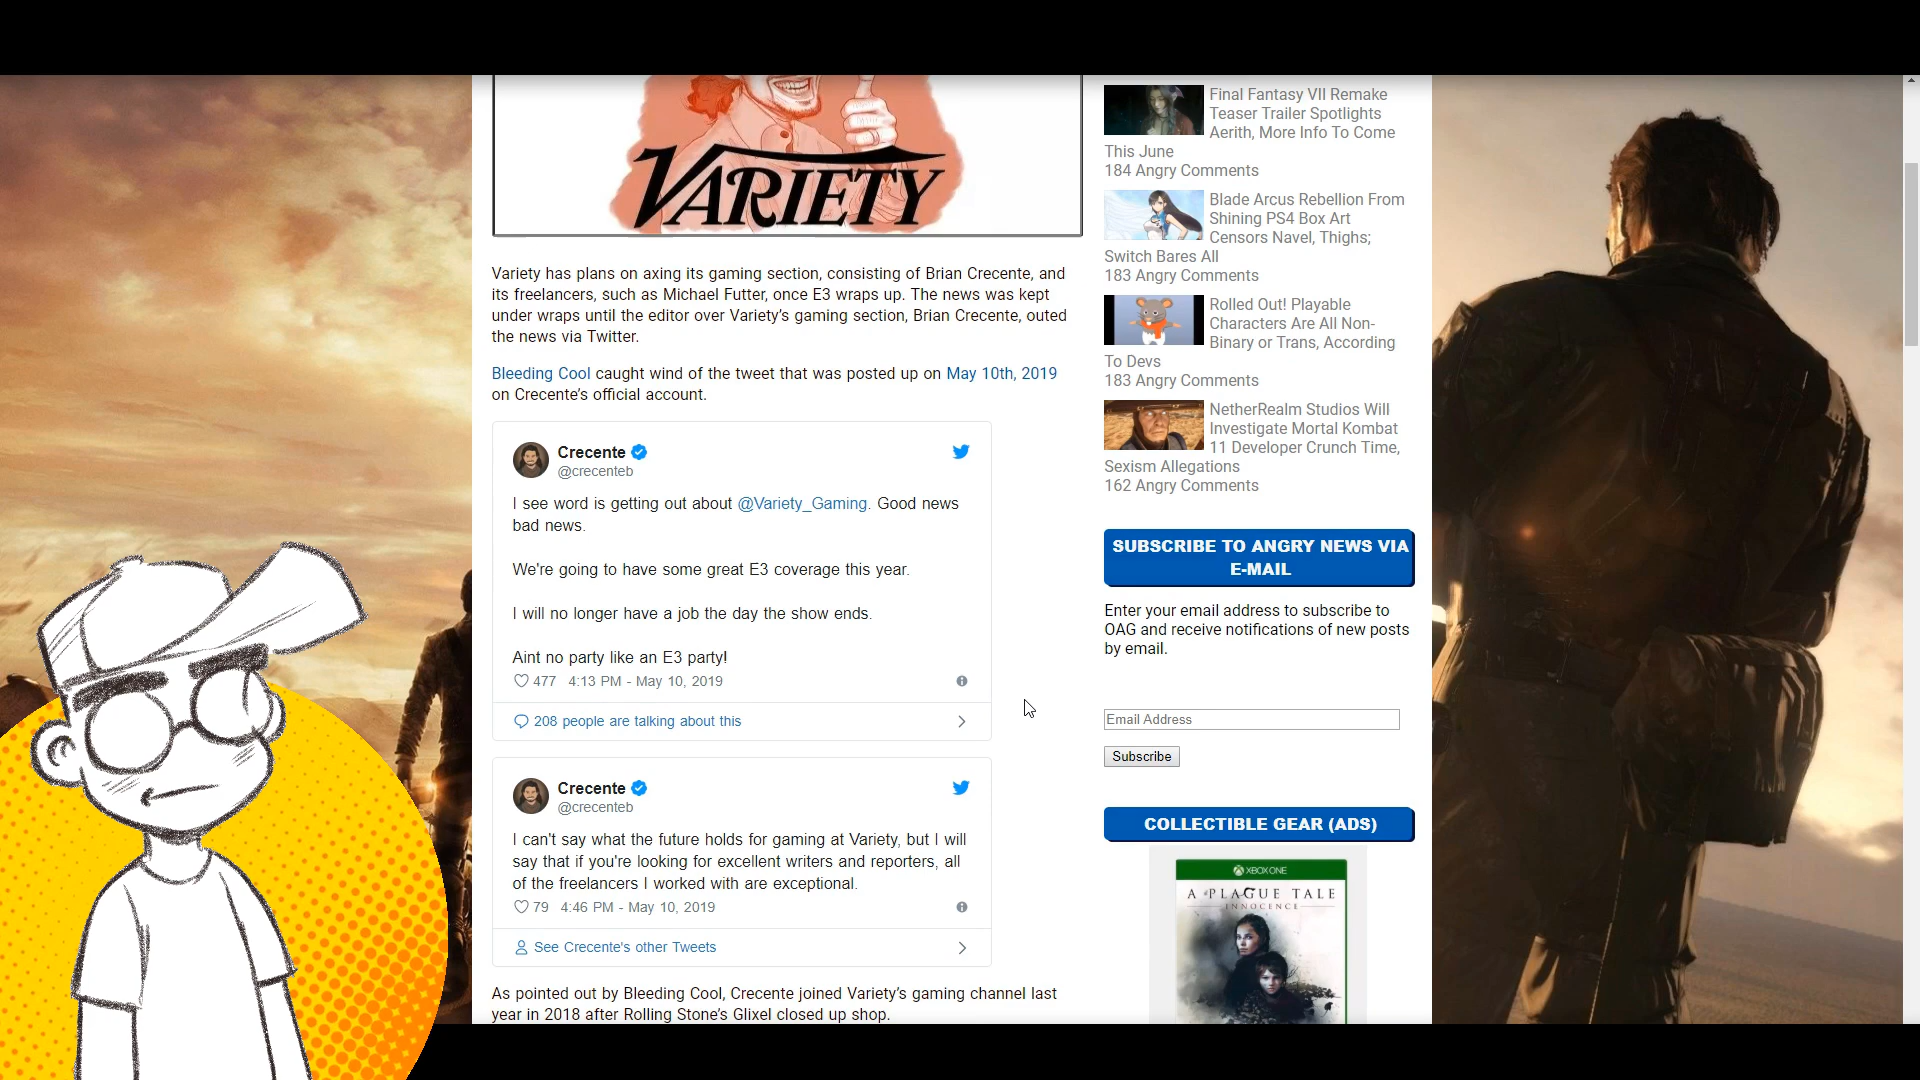 VARIETY
Variety has plans on axing its gaming section, consisting of Brian Crecente, and
its freelancers, such as Michael Futter, once E3 wraps up. The news was kept
under wraps until the editor over Variety’s gaming section, Brian Crecente, outed
the news via Twitter.
Bleeding Cool caught wind of the tweet that was posted up on May 10th, 2019
on Crecente’s official account.
Crecente
@crecenteb
I see word is getting out about @Variety_Gaming. Good news
bad news.
We're going to have some great E3 coverage this year.
I will no longer have a job the day the show ends.
Aint no party like an E3 party!
477 4:13 PM - May 10, 2019
208 people are talking about this
Crecente
@crecenteb
I can't say what the future holds for gaming at Variety, but I will
say that if you're looking for excellent writers and reporters, all
of the freelancers I worked with are exceptional.
79 4:46 PM - May 10, 2019
See Crecente's other Tweets
As pointed out by Bleeding Cool, Crecente joined Variety’s gaming channel last
year in 2018 after Rolling Stone’s Glixel closed up shop.
Final Fantasy VII Remake
Teaser Trailer Spotlights
Aerith, More Info To Come
This June
184 Angry Comments
Blade Arcus Rebellion From
Shining PS4 Box Art
Censors Navel, Thighs;
Switch Bares All
183 Angry Comments
Rolled Out! Playable
Characters Are All Non-
Binary or Trans, According
To Devs
183 Angry Comments
NetherRealm Studios Will
Investigate Mortal Kombat
11 Developer Crunch Time,
Sexism Allegations
162 Angry Comments
SUBSCRIBE TO ANGRY NEWS VIA
E-MAIL
Enter your email address to subscribe to
OAG and receive notifications of new posts
by email.
Email Address
Subscribe
COLLECTIBLE GEAR (ADS)
XBOX ONE
A PLAGUE TALE
INNOCENCE